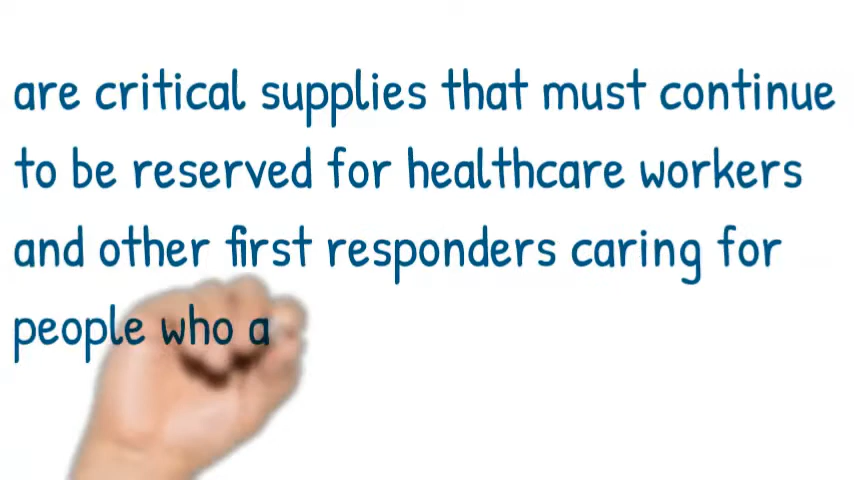 are critical supplies that must continue
to be reserved for healthcare workers
and other first responders caring for
people who a